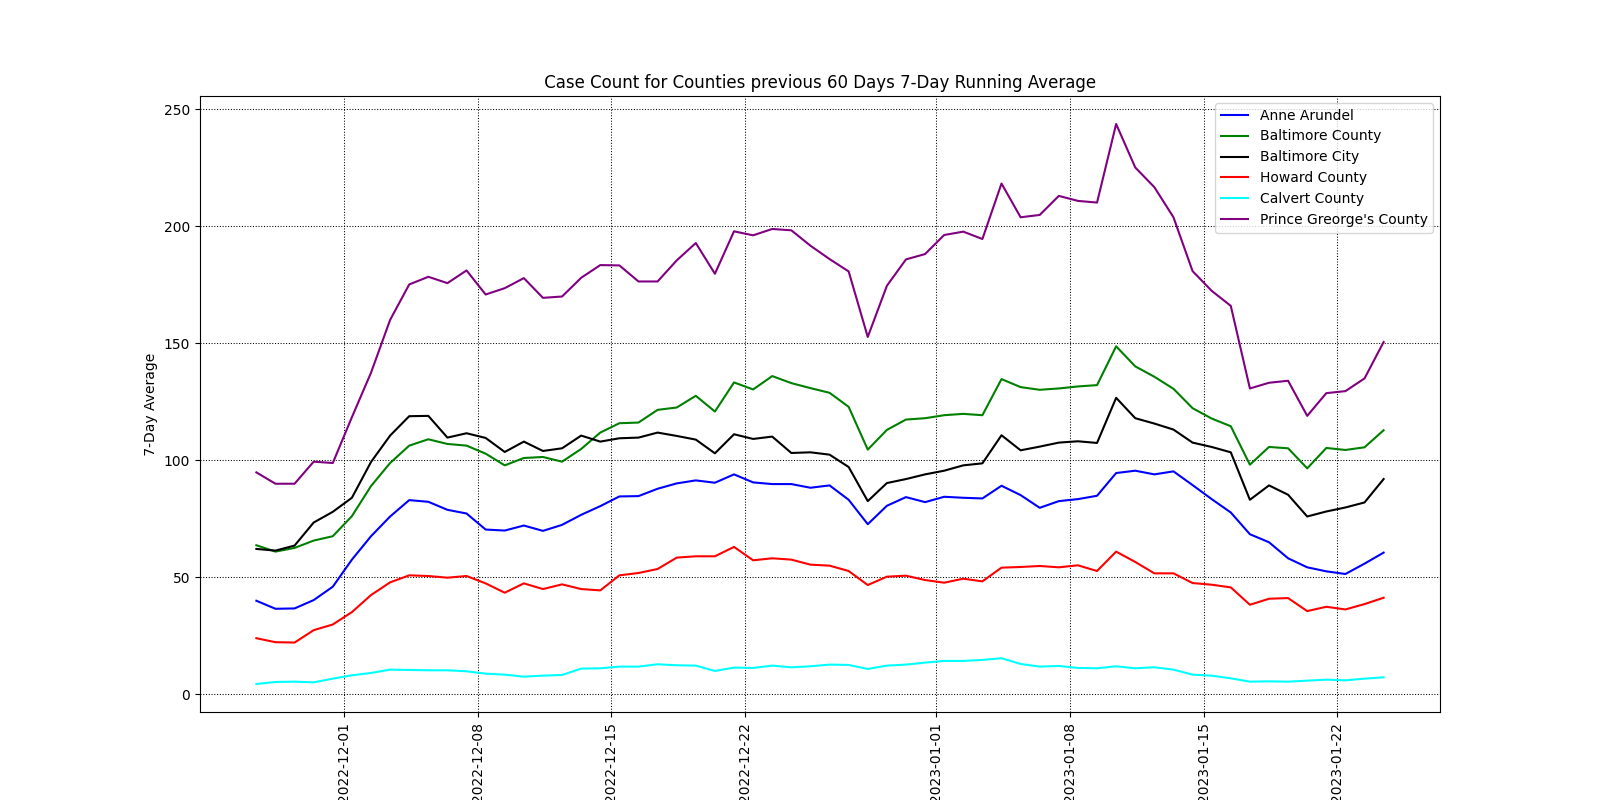 Case Count for Counties previous 60 Days 7-Day Running Average
250
200
150
100
50
0
7-Day Average
Anne Arundel
Baltimore County
Baltimore City
Howard County
Calvert County
Prince Greorge's County
2022-12-01
2022-12-08
2022-12-15
2022-12-22
2023-01-01
2023-01-08
2023-01-15
2023-01-22